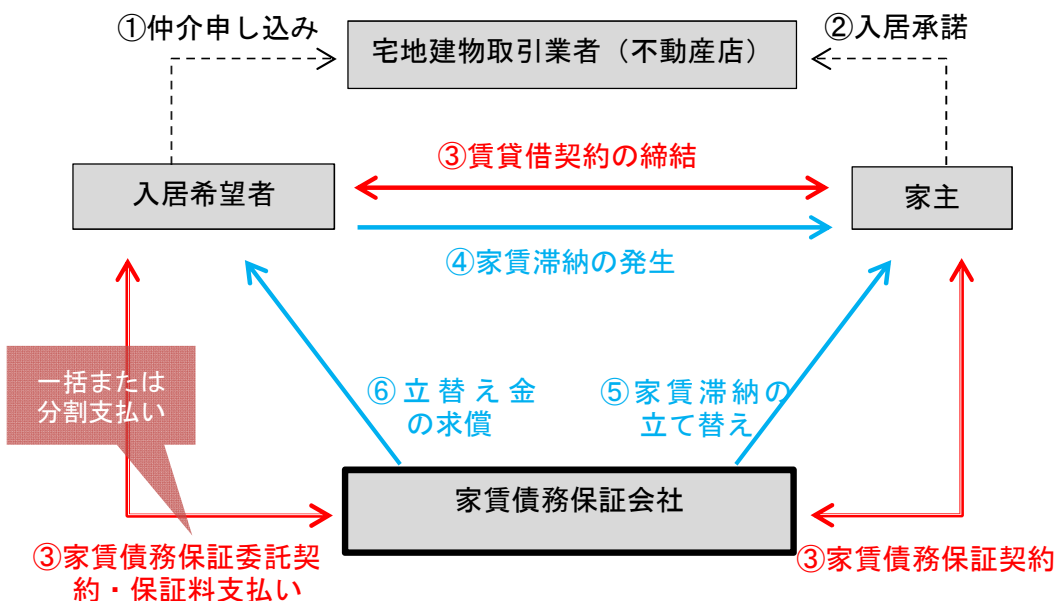 ①仲介申し込み
宅地建物取引業者（不動産店）
②入居承諾
③賃貸借契約の締結
入居希望者
家主
④家賃滞納の発生
一括または
分割支払い
⑥立替え金
の求償
⑤家賃滞納の
立て替え
家賃債務保証会社
③家賃債務保証委託契
約・保証料支払い
③家賃債務保証契約